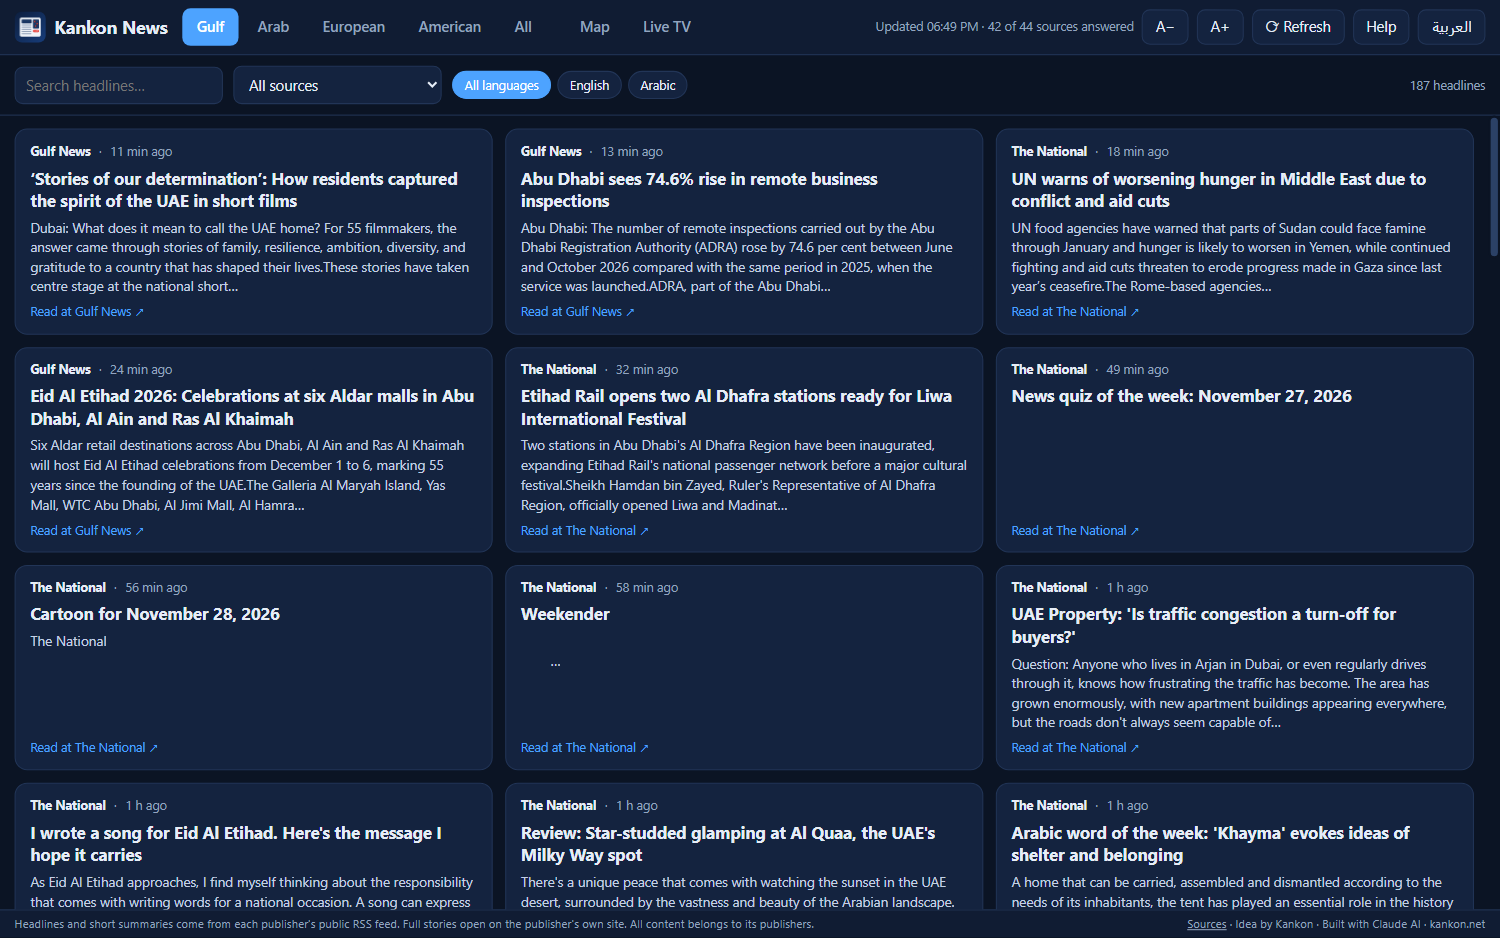 Kankon News Gulf Arab European American All Map Live TV Updated 06:49 PM · 42 of 44 sources answered A− A+ ⟳ Refresh Help العربية
Search headlines... All sources All languages English Arabic 187 headlines
Gulf News · 11 min ago
‘Stories of our determination’: How residents captured
the spirit of the UAE in short films
Dubai: What does it mean to call the UAE home? For 55 filmmakers, the
answer came through stories of family, resilience, ambition, diversity, and
gratitude to a country that has shaped their lives.These stories have taken
centre stage at the national short...
Read at Gulf News ↗
Gulf News · 13 min ago
Abu Dhabi sees 74.6% rise in remote business
inspections
Abu Dhabi: The number of remote inspections carried out by the Abu
Dhabi Registration Authority (ADRA) rose by 74.6 per cent between June
and October 2026 compared with the same period in 2025, when the
service was launched.ADRA, part of the Abu Dhabi...
Read at Gulf News ↗
The National · 18 min ago
UN warns of worsening hunger in Middle East due to
conflict and aid cuts
UN food agencies have warned that parts of Sudan could face famine
through January and hunger is likely to worsen in Yemen, while continued
fighting and aid cuts threaten to erode progress made in Gaza since last
year’s ceasefire.The Rome-based agencies...
Read at The National ↗
Gulf News · 24 min ago
Eid Al Etihad 2026: Celebrations at six Aldar malls in Abu
Dhabi, Al Ain and Ras Al Khaimah
Six Aldar retail destinations across Abu Dhabi, Al Ain and Ras Al Khaimah
will host Eid Al Etihad celebrations from December 1 to 6, marking 55
years since the founding of the UAE.The Galleria Al Maryah Island, Yas
Mall, WTC Abu Dhabi, Al Jimi Mall, Al Hamra...
Read at Gulf News ↗
The National · 32 min ago
Etihad Rail opens two Al Dhafra stations ready for Liwa
International Festival
Two stations in Abu Dhabi's Al Dhafra Region have been inaugurated,
expanding Etihad Rail's national passenger network before a major cultural
festival.Sheikh Hamdan bin Zayed, Ruler's Representative of Al Dhafra
Region, officially opened Liwa and Madinat...
Read at The National ↗
The National · 49 min ago
News quiz of the week: November 27, 2026
Read at The National ↗
The National · 56 min ago
Cartoon for November 28, 2026
The National
Read at The National ↗
The National · 58 min ago
Weekender
...
Read at The National ↗
The National · 1 h ago
UAE Property: 'Is traffic congestion a turn-off for
buyers?'
Question: Anyone who lives in Arjan in Dubai, or even regularly drives
through it, knows how frustrating the traffic has become. The area has
grown enormously, with new apartment buildings appearing everywhere,
but the roads don't always seem capable of...
Read at The National ↗
The National · 1 h ago
I wrote a song for Eid Al Etihad. Here's the message I
hope it carries
As Eid Al Etihad approaches, I find myself thinking about the responsibility
that comes with writing words for a national occasion. A song can express
The National · 1 h ago
Review: Star-studded glamping at Al Quaa, the UAE's
Milky Way spot
There's a unique peace that comes with watching the sunset in the UAE
desert, surrounded by the vastness and beauty of the Arabian landscape.
The National · 1 h ago
Arabic word of the week: 'Khayma' evokes ideas of
shelter and belonging
A home that can be carried, assembled and dismantled according to the
needs of its inhabitants, the tent has played an essential role in the history
Headlines and short summaries come from each publisher's public RSS feed. Full stories open on the publisher's own site. All content belongs to its publishers. Sources · Idea by Kankon · Built with Claude AI · kankon.net